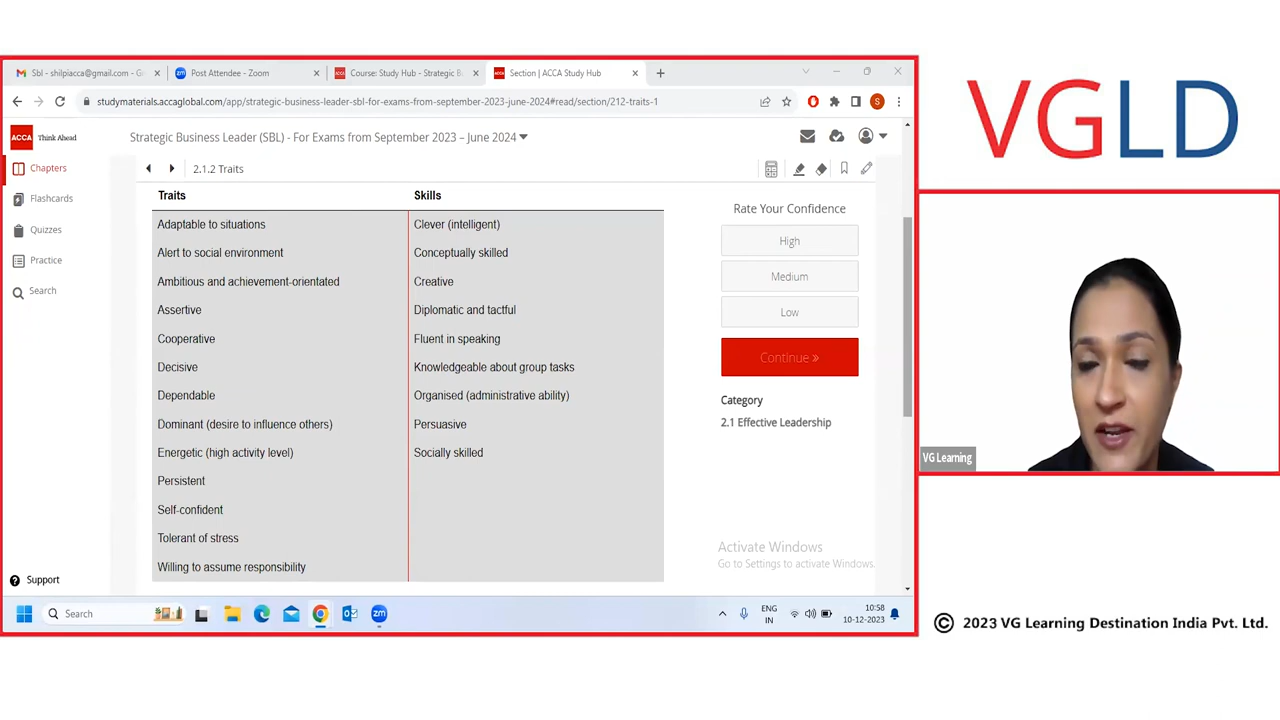 Sbl - shilpiacca@gmail.com - G
Post Attendee - Zoom
Course: Study Hub - Strategic B
Section | ACCA Study Hub
studymaterials.accaglobal.com/app/strategic-business-leader-sbl-for-exams-from-september-2023-june-2024#read/section/212-traits-1
S
ACCA Think Ahead
Strategic Business Leader (SBL) - For Exams from September 2023 – June 2024
Chapters
Flashcards
Quizzes
Practice
Search
Support
2.1.2 Traits
Traits Skills
Adaptable to situations Clever (intelligent)
Alert to social environment Conceptually skilled
Ambitious and achievement-orientated Creative
Assertive Diplomatic and tactful
Cooperative Fluent in speaking
Decisive Knowledgeable about group tasks
Dependable Organised (administrative ability)
Dominant (desire to influence others) Persuasive
Energetic (high activity level) Socially skilled
Persistent
Self-confident
Tolerant of stress
Willing to assume responsibility
Rate Your Confidence
High
Medium
Low
Continue »
Category
2.1 Effective Leadership
Activate Windows
Go to Settings to activate Windows.
Search
zm
ENG
IN
10:58
10-12-2023
VGLD
VG Learning
© 2023 VG Learning Destination India Pvt. Ltd.